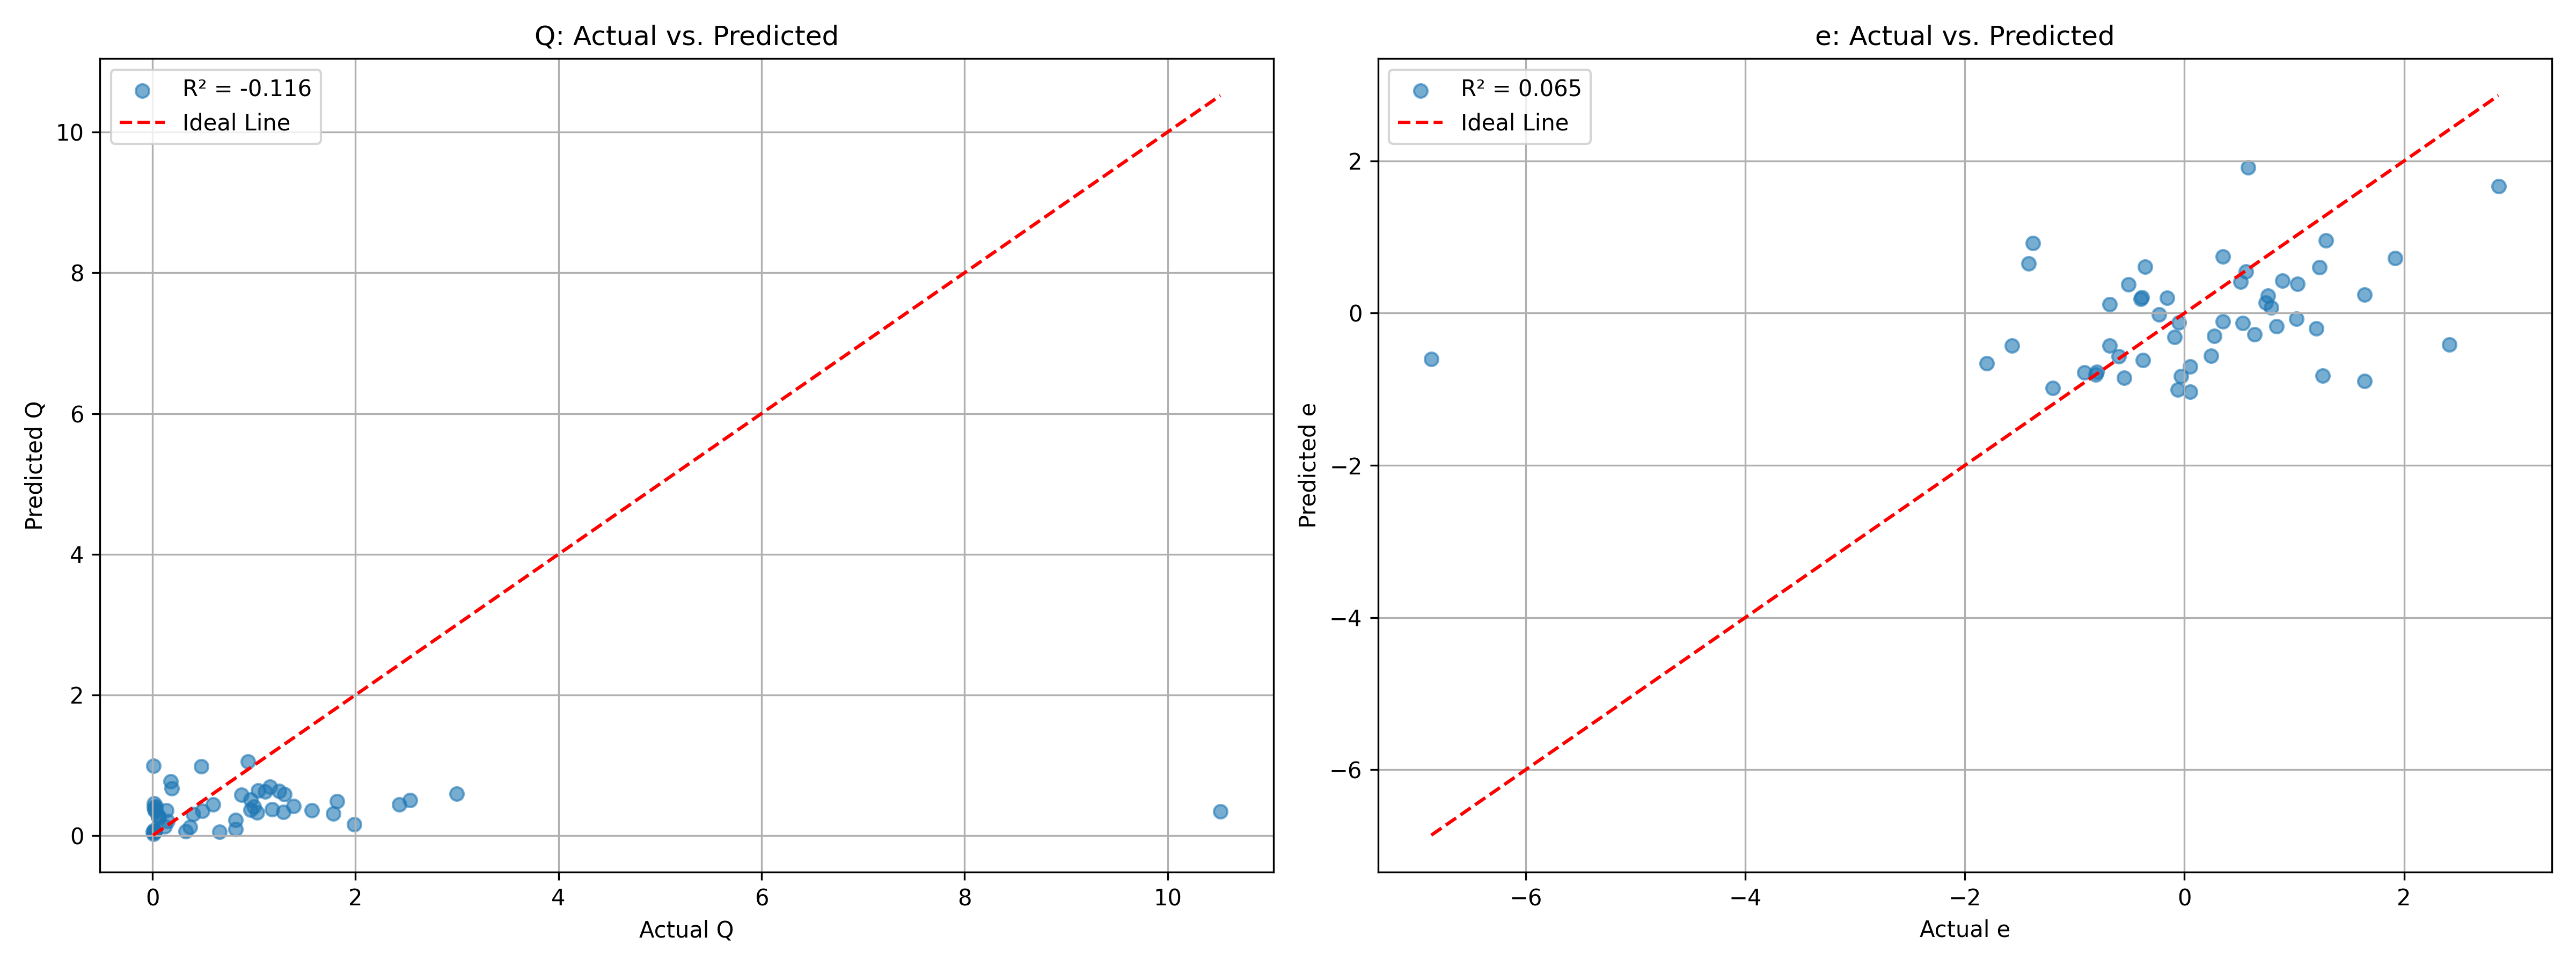 Q: Actual vs. Predicted
R² = -0.116
Ideal Line
10
8
6
4
2
0
Predicted Q
0
2
4
6
8
10
Actual Q
e: Actual vs. Predicted
R² = 0.065
Ideal Line
2
0
−2
−4
−6
Predicted e
−6
−4
−2
0
2
Actual e